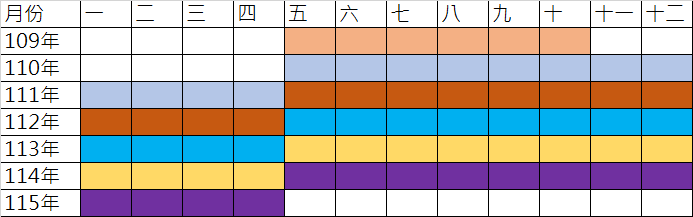 月份 一 二 三 四 五 六 七 八 九 十 十一 十二
109年
110年
111年
112年
113年
114年
115年